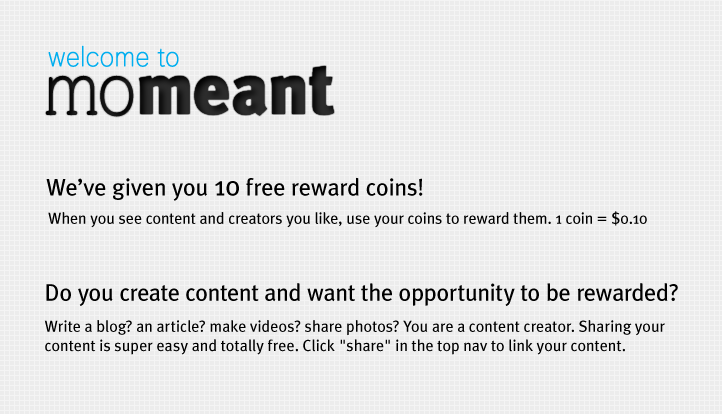 welcome to
momeant
We’ve given you 10 free reward coins!
When you see content and creators you like, use your coins to reward them. 1 coin = $0.10
Do you create content and want the opportunity to be rewarded?
Write a blog? an article? make videos? share photos? You are a content creator. Sharing your
content is super easy and totally free. Click "share" in the top nav to link your content.